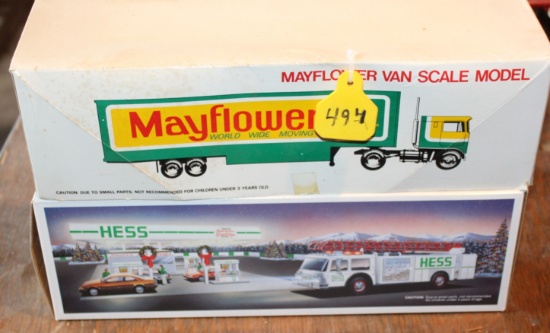 MAYFLOWER VAN SCALE MODEL
Mayflower
WORLD WIDE MOVING
494
CAUTION: DUE TO SMALL PARTS, NOT RECOMMENDED FOR CHILDREN UNDER 3 YEARS OLD.
HESS
HESS
CAUTION: